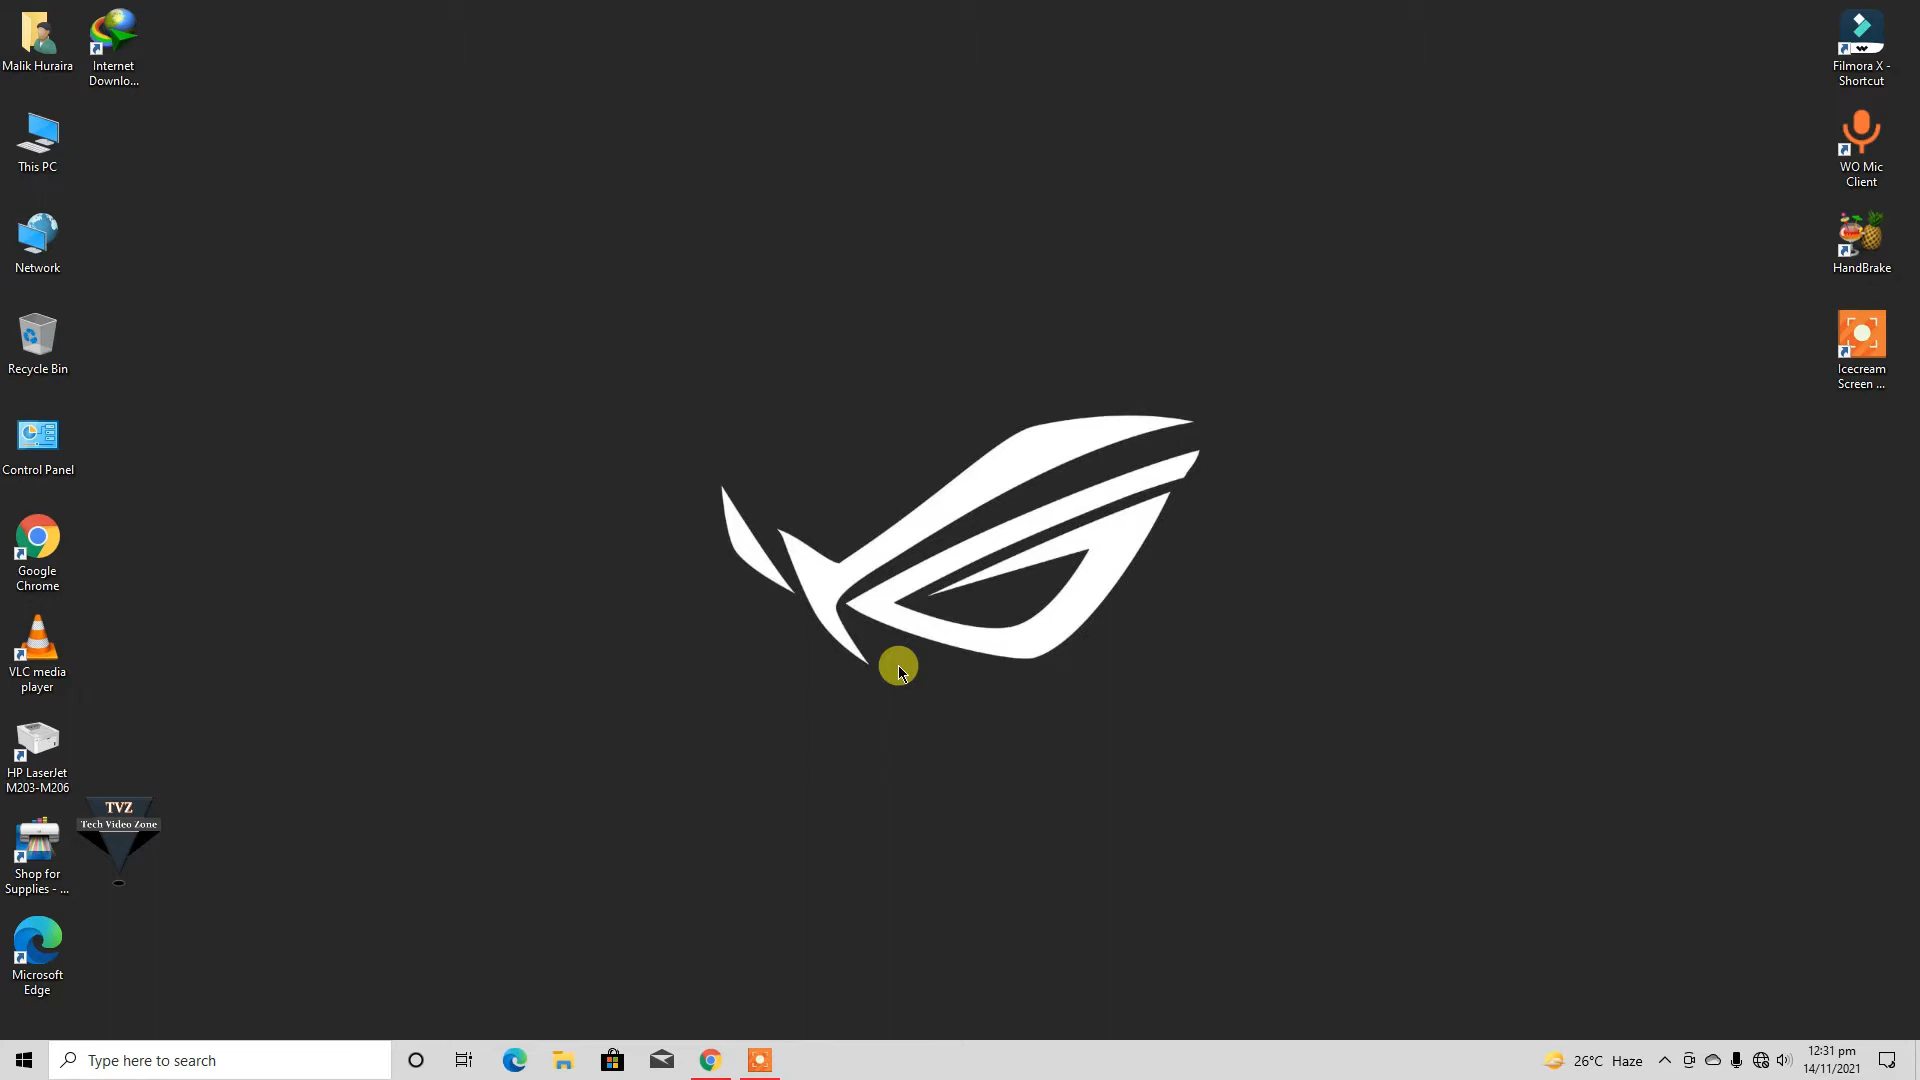 Malik Huraira
Internet
Downlo...
This PC
Network
Recycle Bin
Control Panel
Google
Chrome
VLC media
player
HP LaserJet
M203-M206
TVZ
Tech Video Zone
Shop for
Supplies - ...
Microsoft
Edge
Filmora X -
Shortcut
WO Mic
Client
HandBrake
Icecream
Screen ...
Type here to search
26°C Haze
12:31 pm
14/11/2021